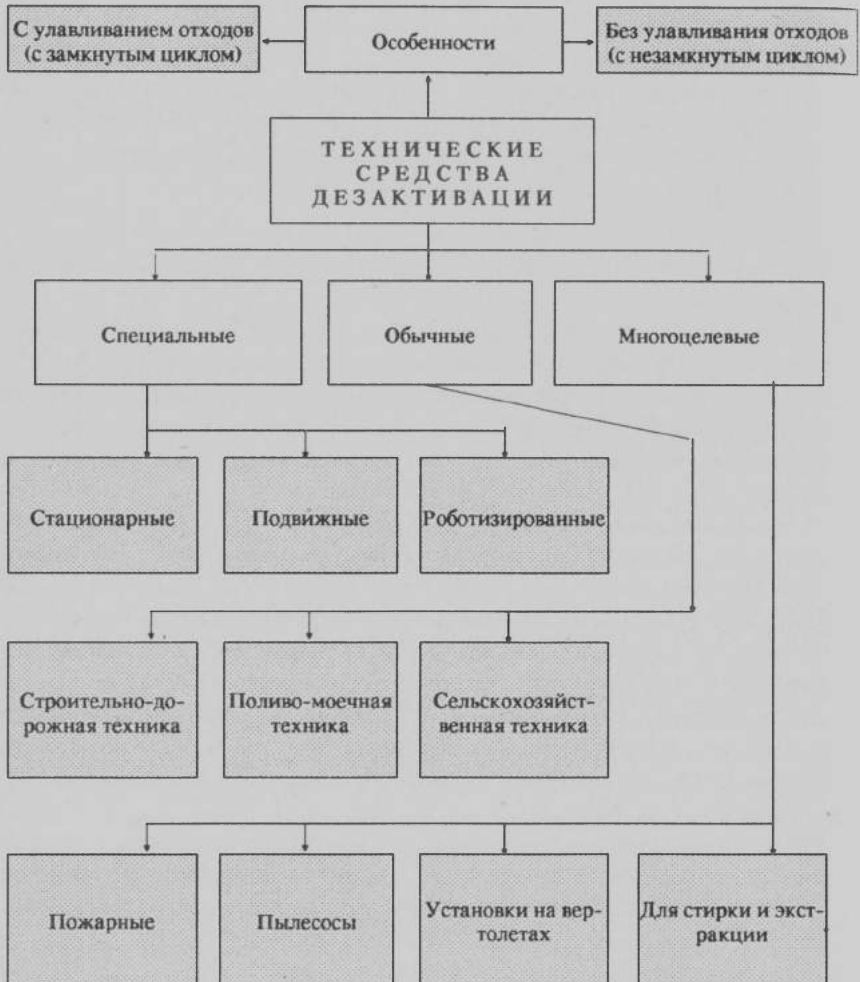 С улавливанием отходов
(с замкнутым циклом)
Особенности
Без улавливания отходов
(с незамкнутым циклом)
ТЕХНИЧЕСКИЕ
СРЕДСТВА
ДЕЗАКТИВАЦИИ
Специальные
Обычные
Многоцелевые
Стационарные
Подвижные
Роботизированные
Строительно-до-
рожная техника
Поливо-моечная
техника
Сельскохозяйст-
венная техника
Пожарные
Пылесосы
Установки на вер-
толетах
Для стирки и экст-
ракции